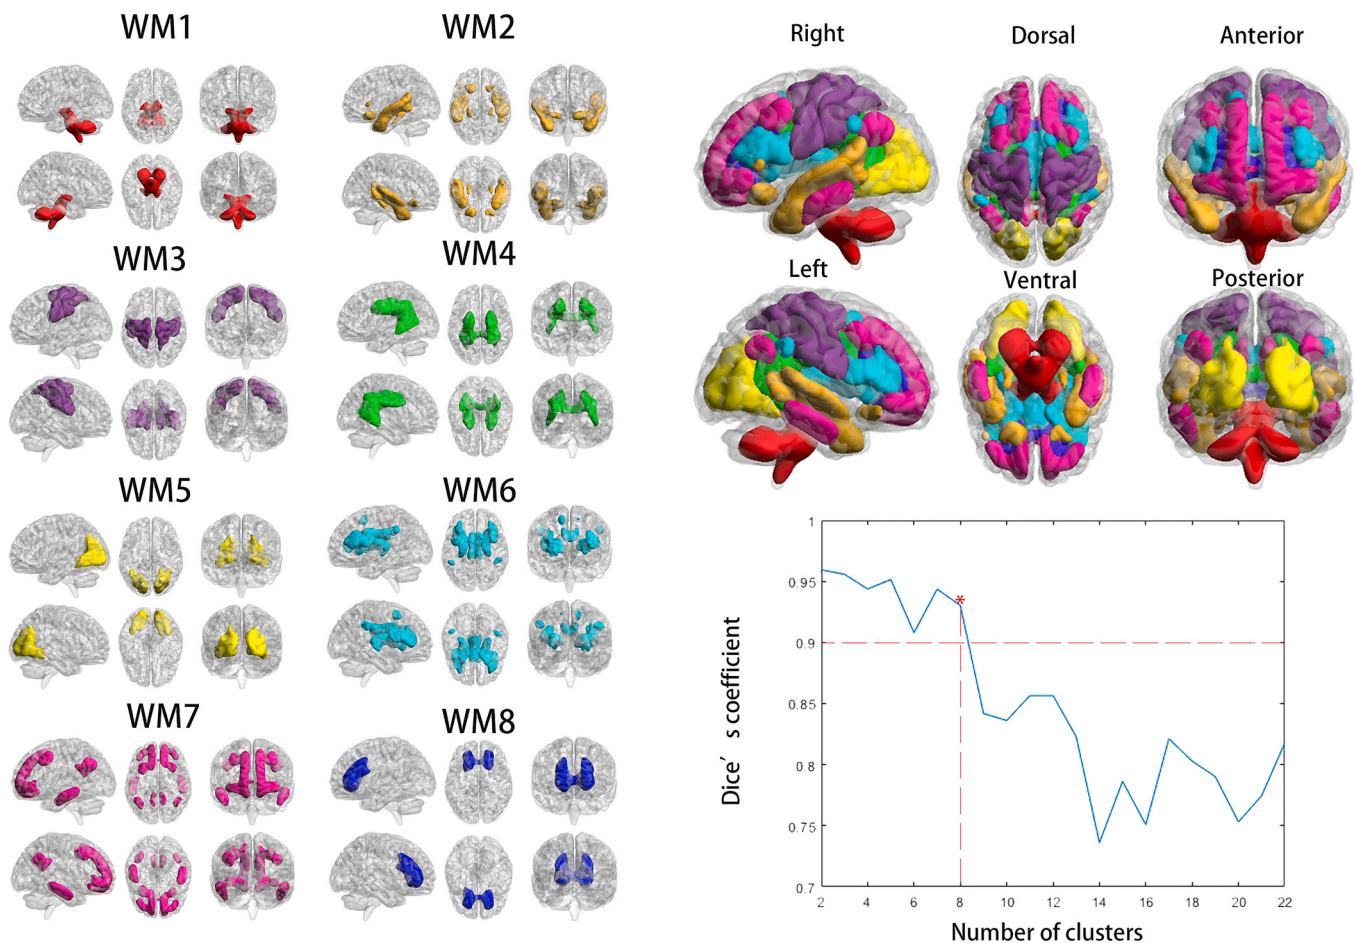 WM1
WM2
WM3
WM4
WM5
WM6
WM7
WM8
Right
Dorsal
Anterior
Left
Ventral
Posterior
1
0.95
0.9
0.85
0.8
0.75
0.7
Dice' s coefficient
*
2 4 6 8 10 12 14 16 18 20 22
Number of clusters